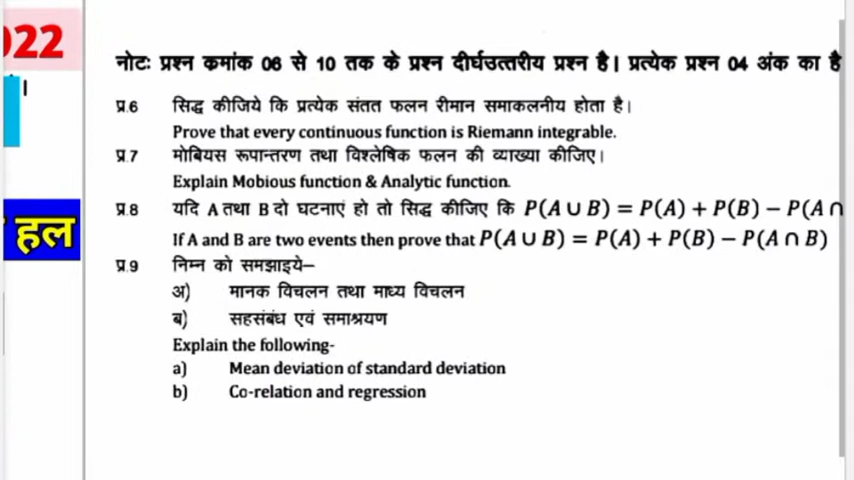 022
नोटः प्रश्न क्रमांक 06 से 10 तक के प्रश्न दीर्घउत्तरीय प्रश्न है। प्रत्येक प्रश्न 04 अंक का है
प्र.6 सिद्ध कीजिये कि प्रत्येक संतत फलन रीमान समाकलनीय होता है।
Prove that every continuous function is Riemann integrable.
प्र.7 मोबियस रूपान्तरण तथा विश्लेषिक फलन की व्याख्या कीजिए।
Explain Mobious function & Analytic function.
प्र.8 यदि A तथा B दो घटनाएं हो तो सिद्ध कीजिए कि P(A ∪ B) = P(A) + P(B) − P(A ∩
If A and B are two events then prove that P(A ∪ B) = P(A) + P(B) − P(A ∩ B)
हल
प्र.9 निम्न को समझाइये–
अ) मानक विचलन तथा माध्य विचलन
ब) सहसंबंध एवं समाश्रयण
Explain the following-
a) Mean deviation of standard deviation
b) Co-relation and regression